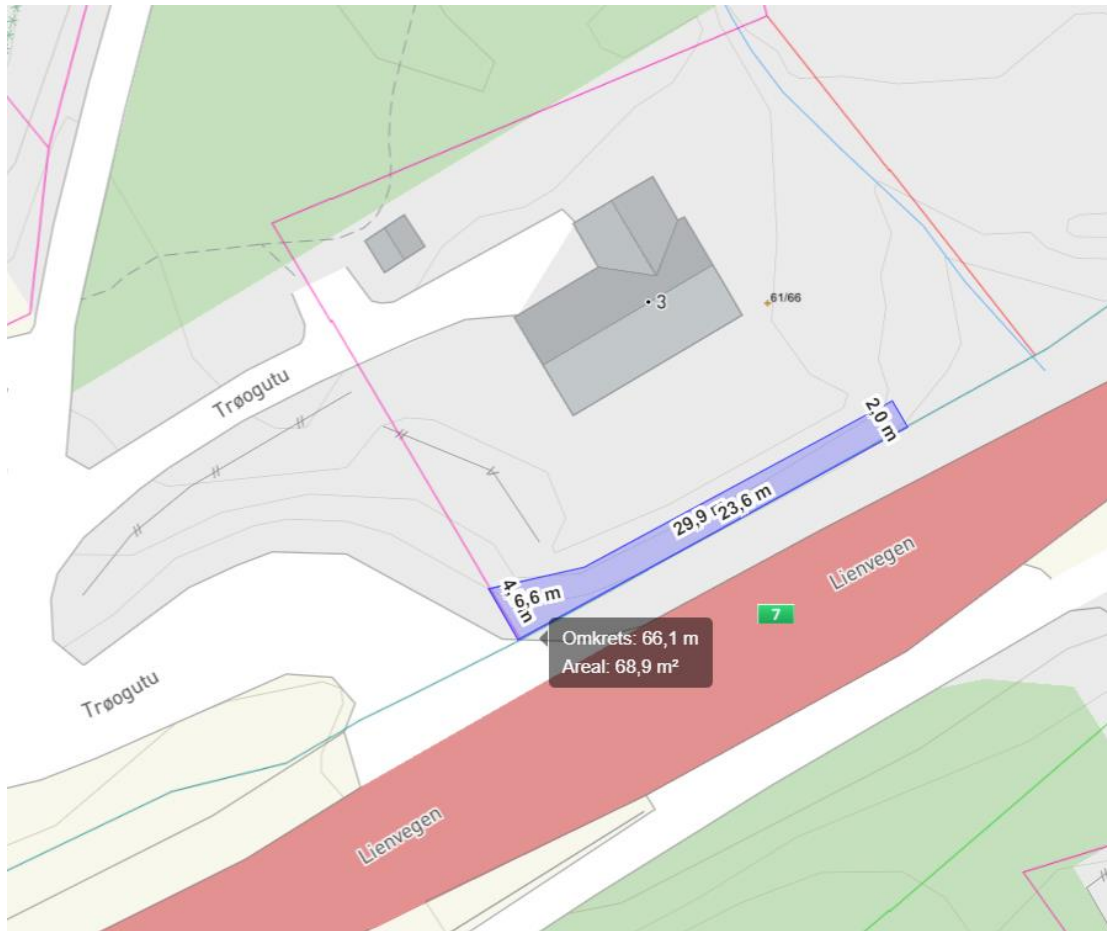 3
61/66
Trøogutu
2,0 m
29,9
23,6 m
Lienvegen
4,
6,6 m
7
Omkrets: 66,1 m
Areal: 68,9 m²
Trøogutu
Lienvegen